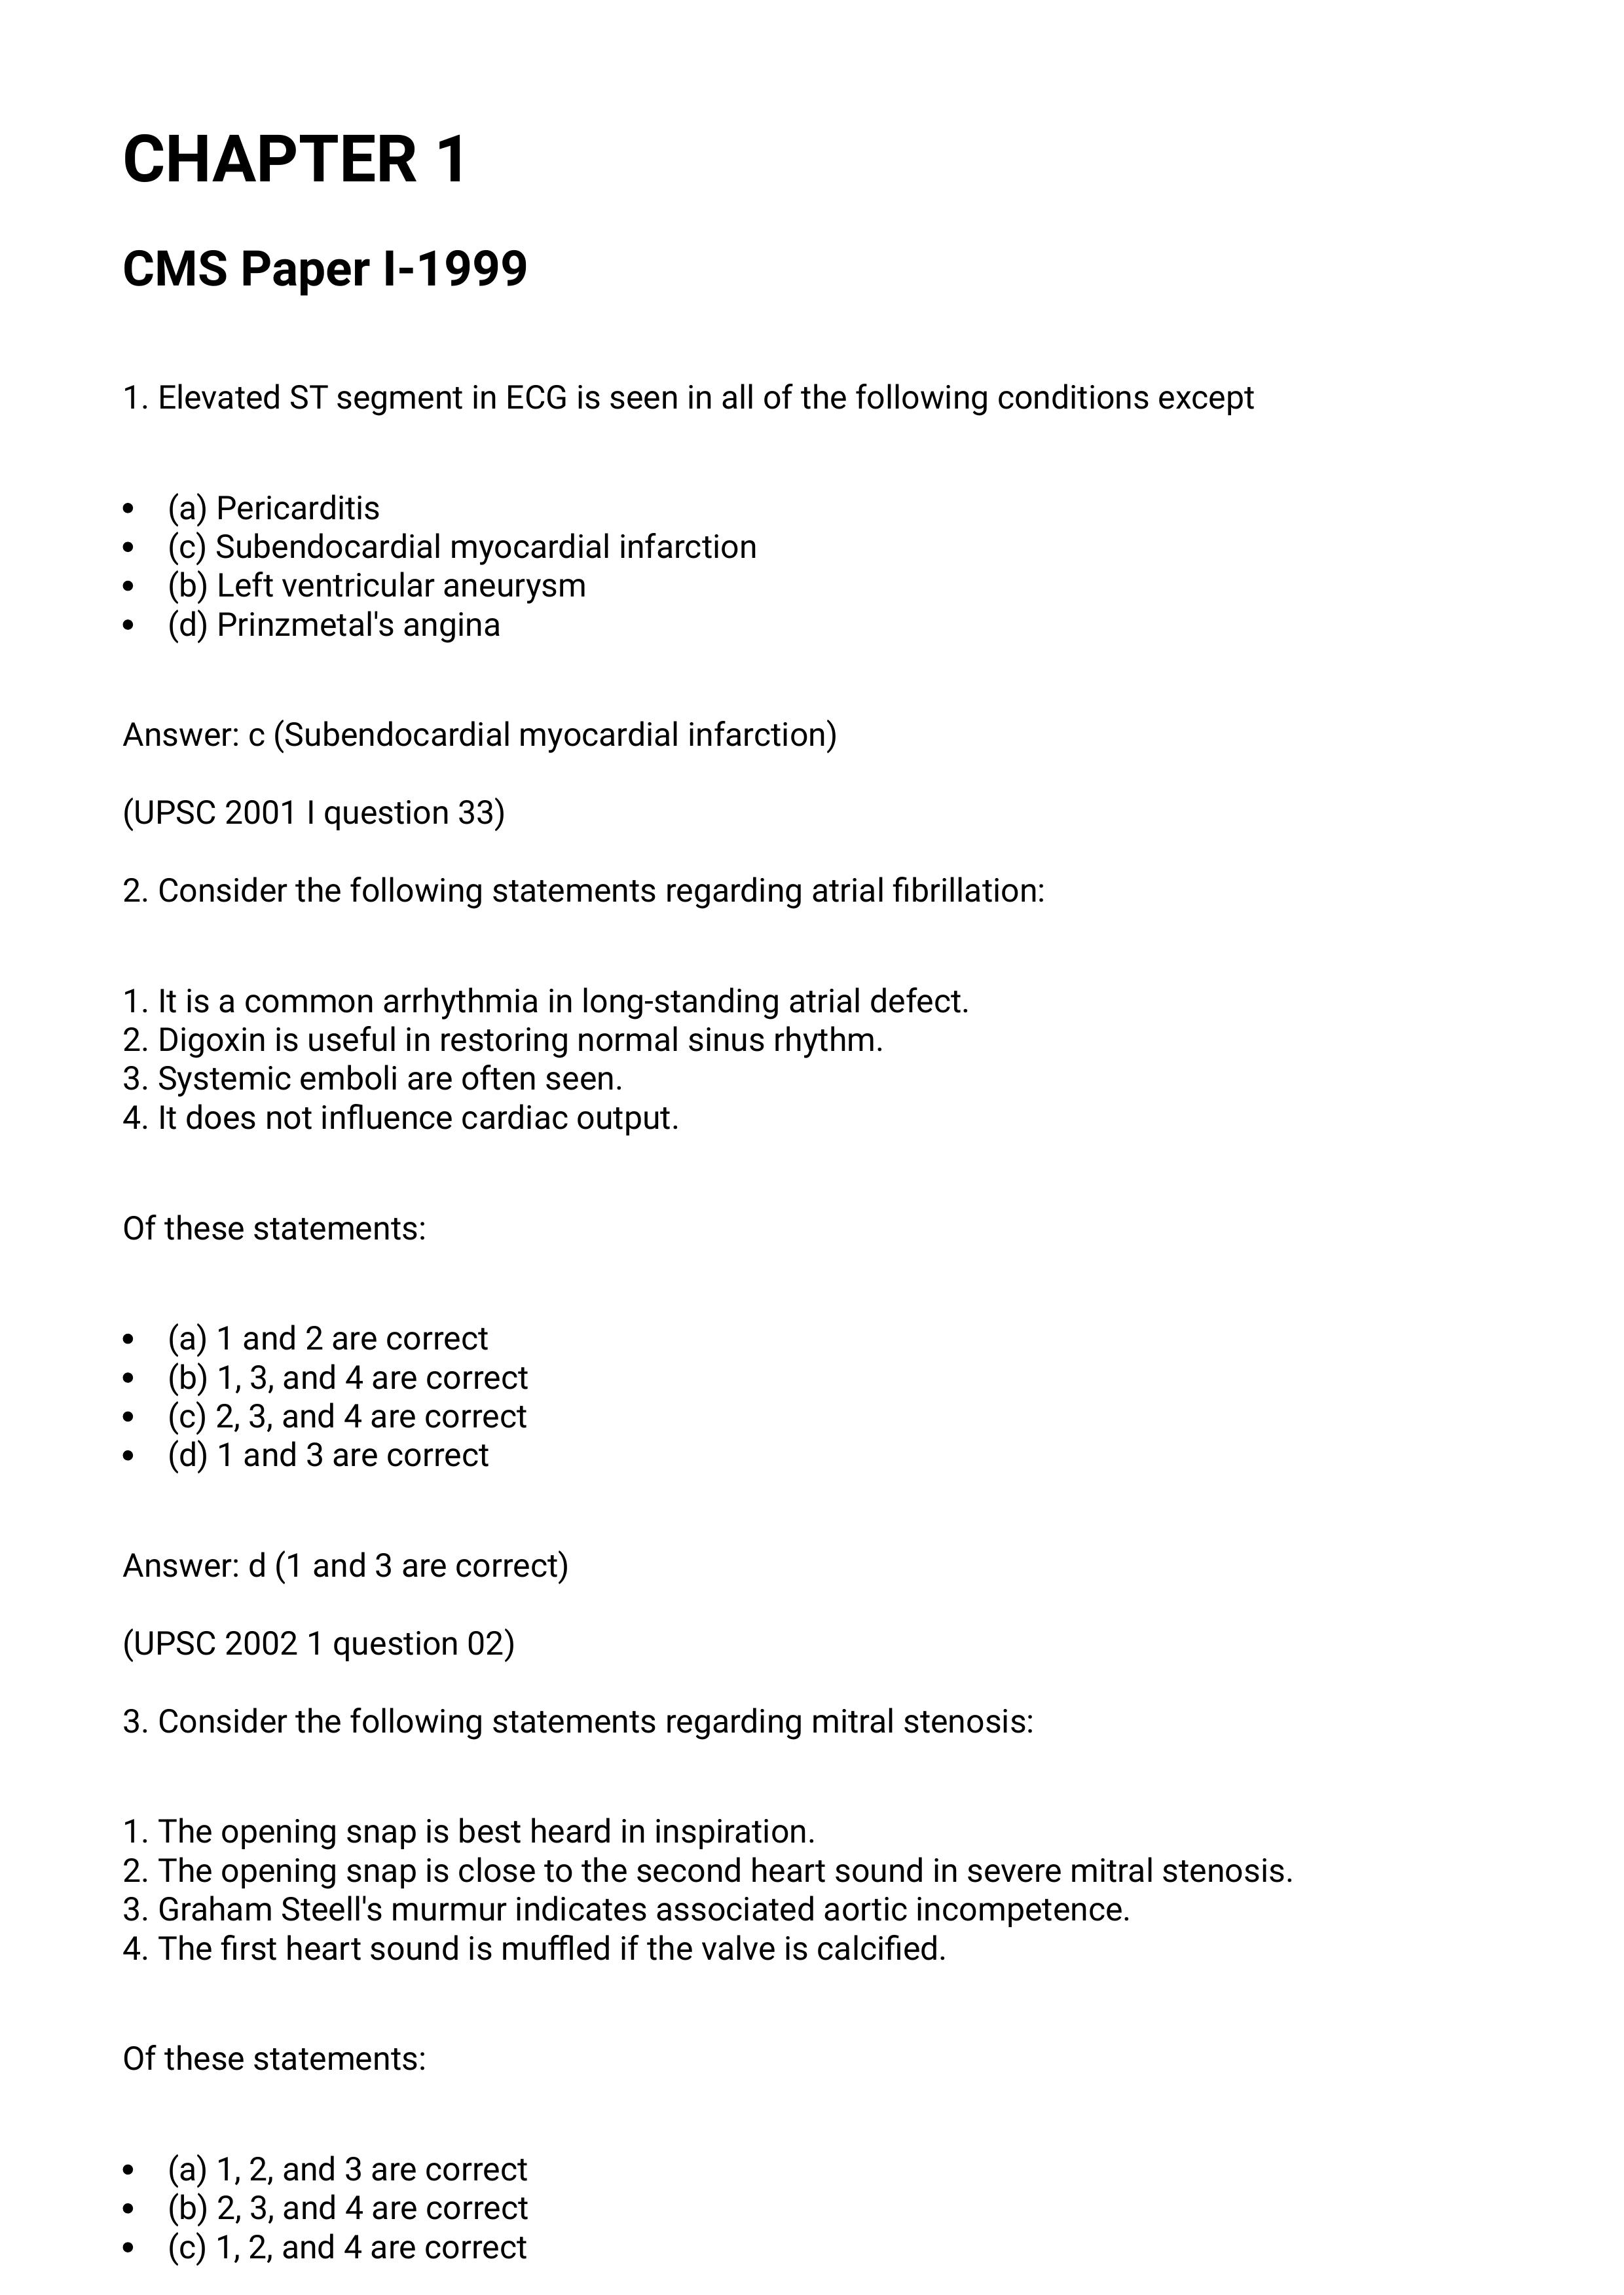 CHAPTER 1
CMS Paper I-1999
1. Elevated ST segment in ECG is seen in all of the following conditions except
• (a) Pericarditis
• (c) Subendocardial myocardial infarction
• (b) Left ventricular aneurysm
• (d) Prinzmetal's angina
Answer: c (Subendocardial myocardial infarction)
(UPSC 2001 I question 33)
2. Consider the following statements regarding atrial fibrillation:
1. It is a common arrhythmia in long-standing atrial defect.
2. Digoxin is useful in restoring normal sinus rhythm.
3. Systemic emboli are often seen.
4. It does not influence cardiac output.
Of these statements:
• (a) 1 and 2 are correct
• (b) 1, 3, and 4 are correct
• (c) 2, 3, and 4 are correct
• (d) 1 and 3 are correct
Answer: d (1 and 3 are correct)
(UPSC 2002 1 question 02)
3. Consider the following statements regarding mitral stenosis:
1. The opening snap is best heard in inspiration.
2. The opening snap is close to the second heart sound in severe mitral stenosis.
3. Graham Steell's murmur indicates associated aortic incompetence.
4. The first heart sound is muffled if the valve is calcified.
Of these statements:
• (a) 1, 2, and 3 are correct
• (b) 2, 3, and 4 are correct
• (c) 1, 2, and 4 are correct